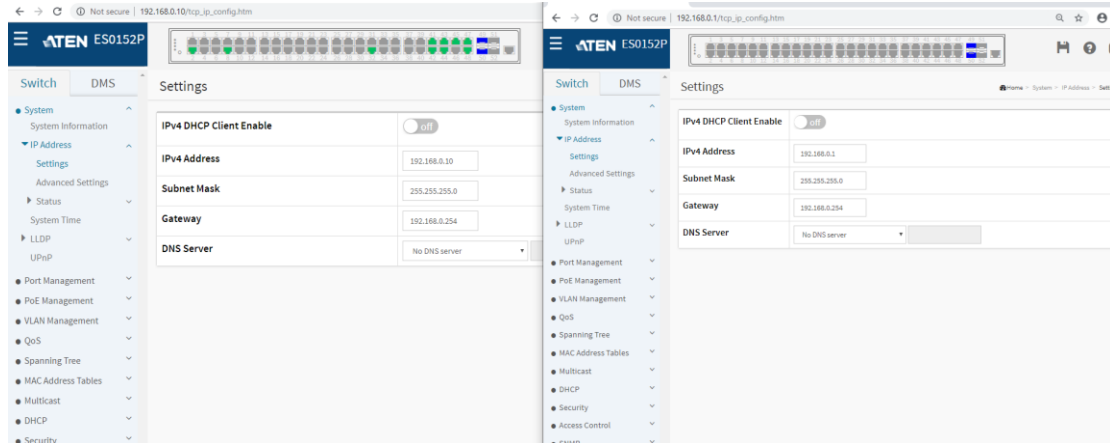 Not secure | 192.168.0.10/tcp_ip_config.htm
ATEN ES0152P
Switch DMS
Settings
System
System Information
IP Address
Settings
Advanced Settings
Status
System Time
LLDP
UPnP
Port Management
PoE Management
VLAN Management
QoS
Spanning Tree
MAC Address Tables
Multicast
DHCP
Security
IPv4 DHCP Client Enable off
IPv4 Address 192.168.0.10
Subnet Mask 255.255.255.0
Gateway 192.168.0.254
DNS Server No DNS server
Not secure | 192.168.0.1/tcp_ip_config.htm
ATEN ES0152P
Switch DMS
Settings
Home > System > IP Address >
System
System Information
IP Address
Settings
Advanced Settings
Status
System Time
LLDP
UPnP
Port Management
PoE Management
VLAN Management
QoS
Spanning Tree
MAC Address Tables
Multicast
DHCP
Security
Access Control
IPv4 DHCP Client Enable off
IPv4 Address 192.168.0.1
Subnet Mask 255.255.255.0
Gateway 192.168.0.254
DNS Server No DNS server